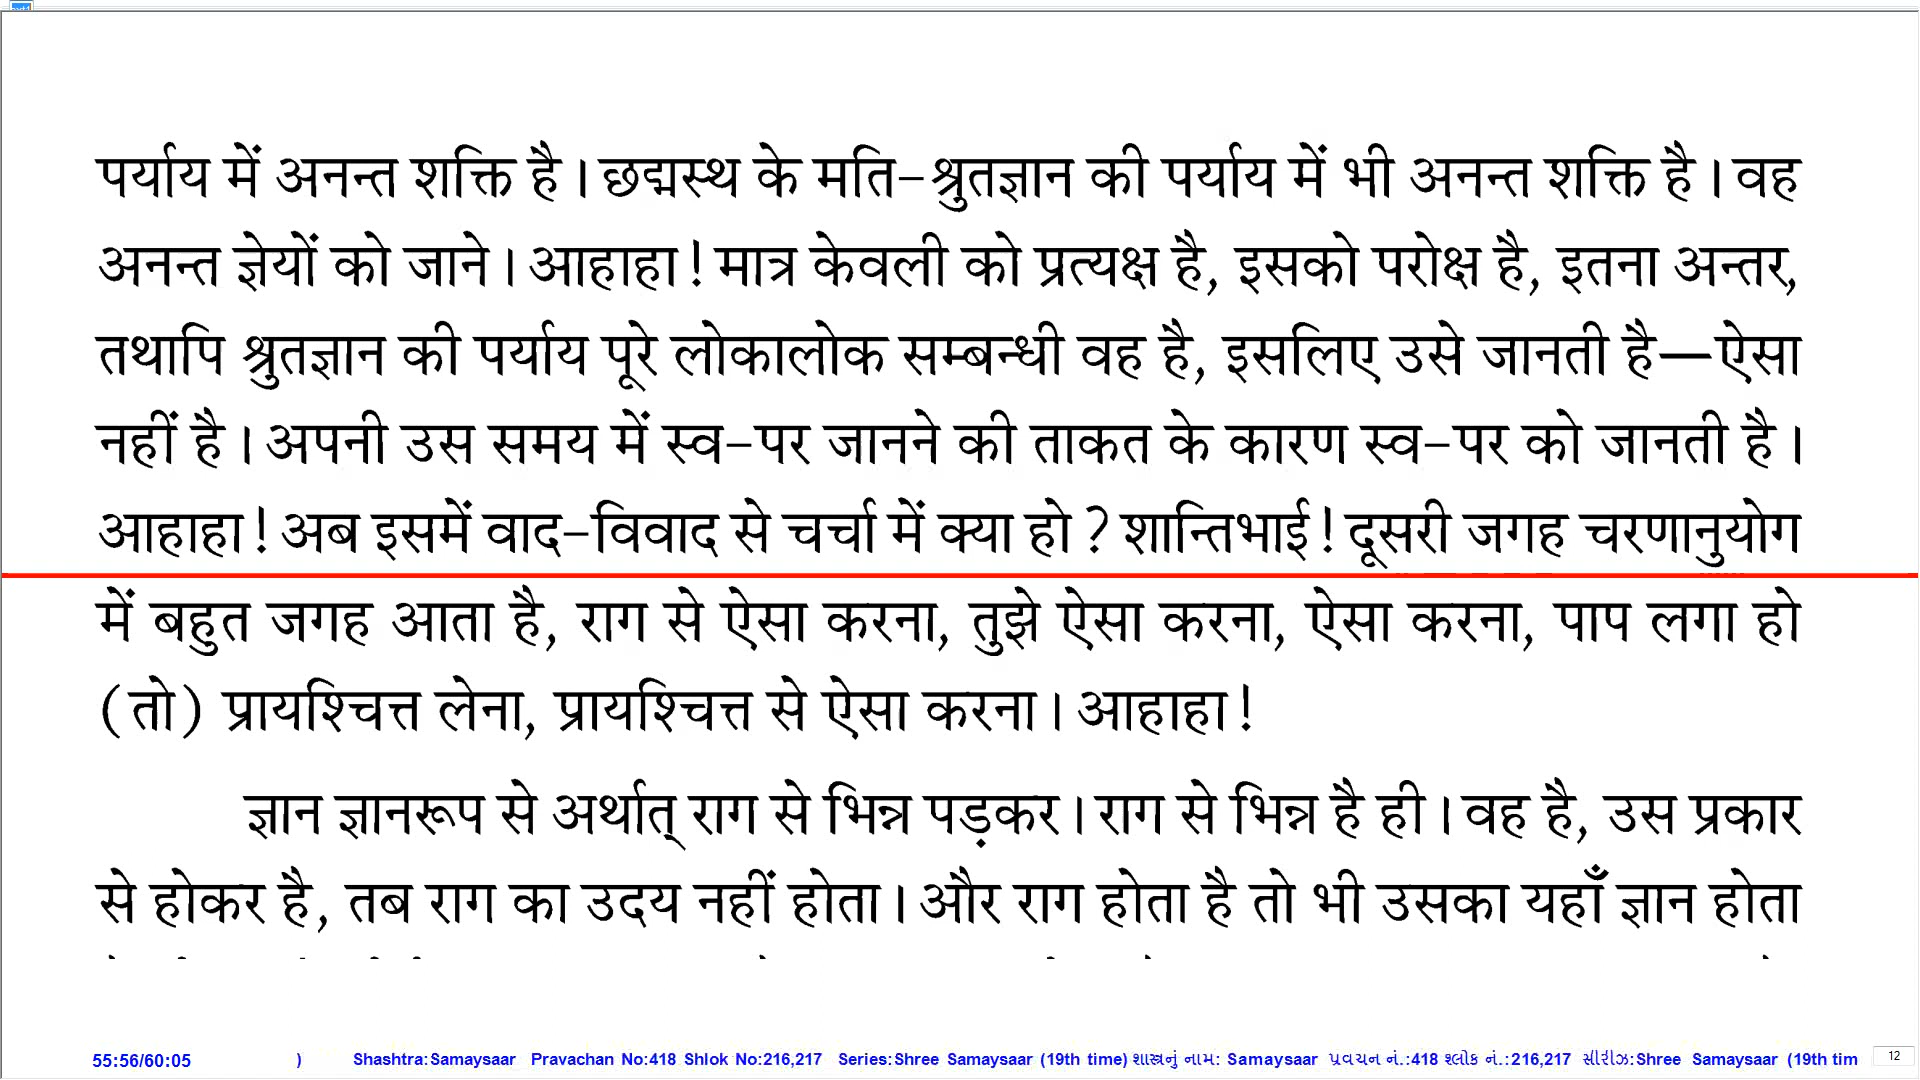 पर्याय में अनन्त शक्ति है। छद्मस्थ के मति-श्रुतज्ञान की पर्याय में भी अनन्त शक्ति है। वह
अनन्त ज्ञेयों को जाने। आहाहा! मात्र केवली को प्रत्यक्ष है, इसको परोक्ष है, इतना अन्तर,
तथापि श्रुतज्ञान की पर्याय पूरे लोकालोक सम्बन्धी वह है, इसलिए उसे जानती है—ऐसा
नहीं है। अपनी उस समय में स्व-पर जानने की ताकत के कारण स्व-पर को जानती है।
आहाहा! अब इसमें वाद-विवाद से चर्चा में क्या हो? शान्तिभाई! दूसरी जगह चरणानुयोग
में बहुत जगह आता है, राग से ऐसा करना, तुझे ऐसा करना, ऐसा करना, पाप लगा हो
(तो) प्रायश्चित्त लेना, प्रायश्चित्त से ऐसा करना। आहाहा!
ज्ञान ज्ञानरूप से अर्थात् राग से भिन्न पड़कर। राग से भिन्न है ही। वह है, उस प्रकार
से होकर है, तब राग का उदय नहीं होता। और राग होता है तो भी उसका यहाँ ज्ञान होता
55:56/60:05 ) Shashtra:Samaysaar Pravachan No:418 Shlok No:216,217 Series:Shree Samaysaar (19th time) શાસ્ત્રનું નામ: Samaysaar પ્રવચન નં.:418 શ્લોક નં.:216,217 સીરીઝ:Shree Samaysaar (19th tim 12